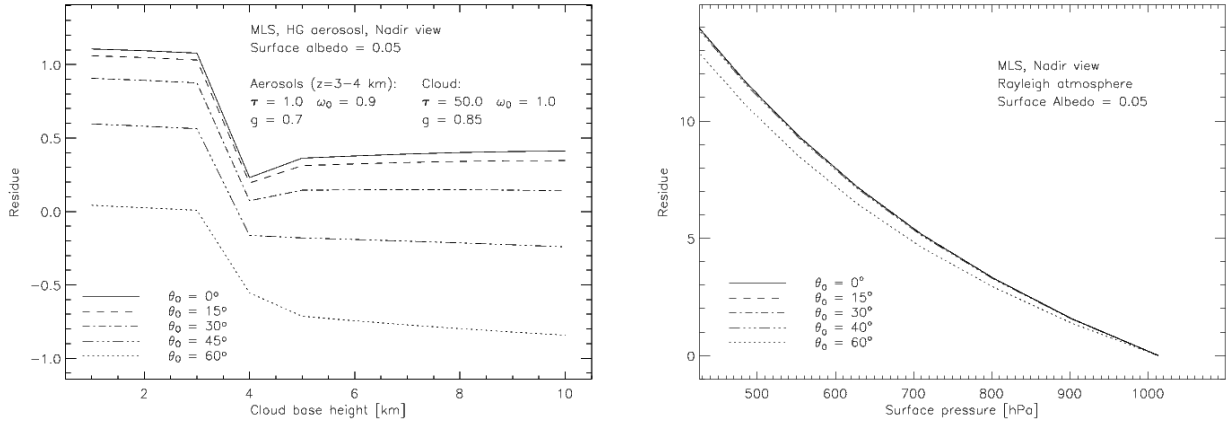 MLS, HG aerososl, Nadir view
Surface albedo = 0.05
Aerosols (z=3-4 km):
τ = 1.0 ω₀ = 0.9
g = 0.7
Cloud:
τ = 50.0 ω₀ = 1.0
g = 0.85
Residue
1.0
0.5
0.0
-0.5
-1.0
θ₀ = 0°
θ₀ = 15°
θ₀ = 30°
θ₀ = 45°
θ₀ = 60°
2 4 6 8 10
Cloud base height [km]
MLS, Nadir view
Rayleigh atmosphere
Surface Albedo = 0.05
Residue
10
5
0
θ₀ = 0°
θ₀ = 15°
θ₀ = 30°
θ₀ = 40°
θ₀ = 60°
500 600 700 800 900 1000
Surface pressure [hPa]